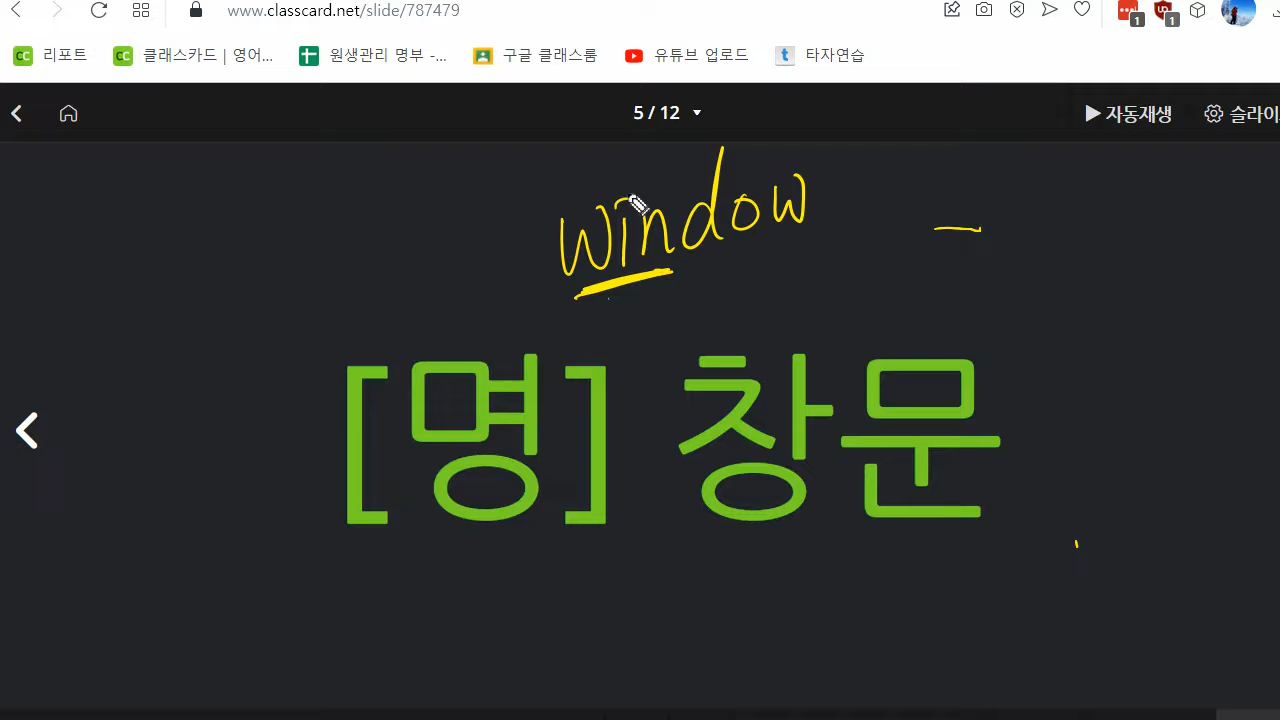 www.classcard.net/slide/787479
1 1
리포트 클래스카드 | 영어... 원생관리 명부 -... 구글 클래스룸 유튜브 업로드 타자연습
5 / 12 자동재생
window
[명] 창문